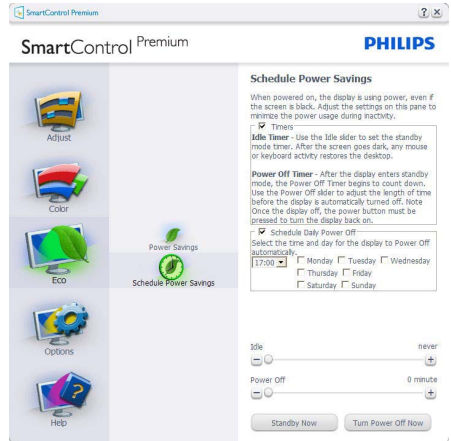 SmartControl Premium
SmartControl Premium
PHILIPS
Adjust
Color
Eco
Options
Help
Power Savings
Schedule Power Savings
Schedule Power Savings
When powered on, the display is using power, even if
the screen is black. Adjust the settings on this pane to
minimize the power usage during inactivity.
Timers
Idle Timer - Use the Idle slider to set the standby
mode timer. After the screen goes dark, any mouse
or keyboard activity restores the desktop.
Power Off Timer - After the display enters standby
mode, the Power Off Timer begins to count down.
Use the Power Off slider to adjust the length of time
before the display is automatically turned off. Note
Once the display off, the power button must be
pressed to turn the display back on.
Schedule Daily Power Off
Select the time and day for the display to Power Off
automatically.
17:00 Monday Tuesday Wednesday
Thursday Friday
Saturday Sunday
Idle never
Power Off 0 minute
Standby Now Turn Power Off Now